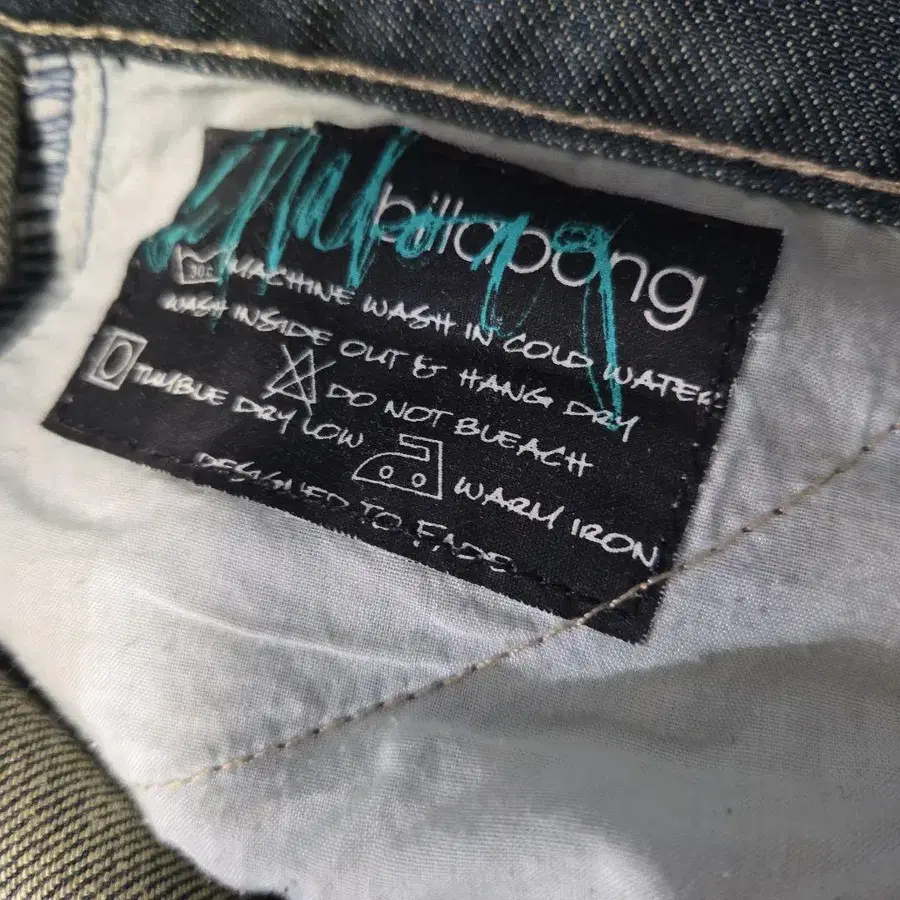 billabong
30c MACHINE WASH IN COLD WATER
WASH INSIDE OUT & HANG DRY
DO NOT BLEACH
TUMBLE DRY LOW
WARM IRON
DESIGNED TO FADE